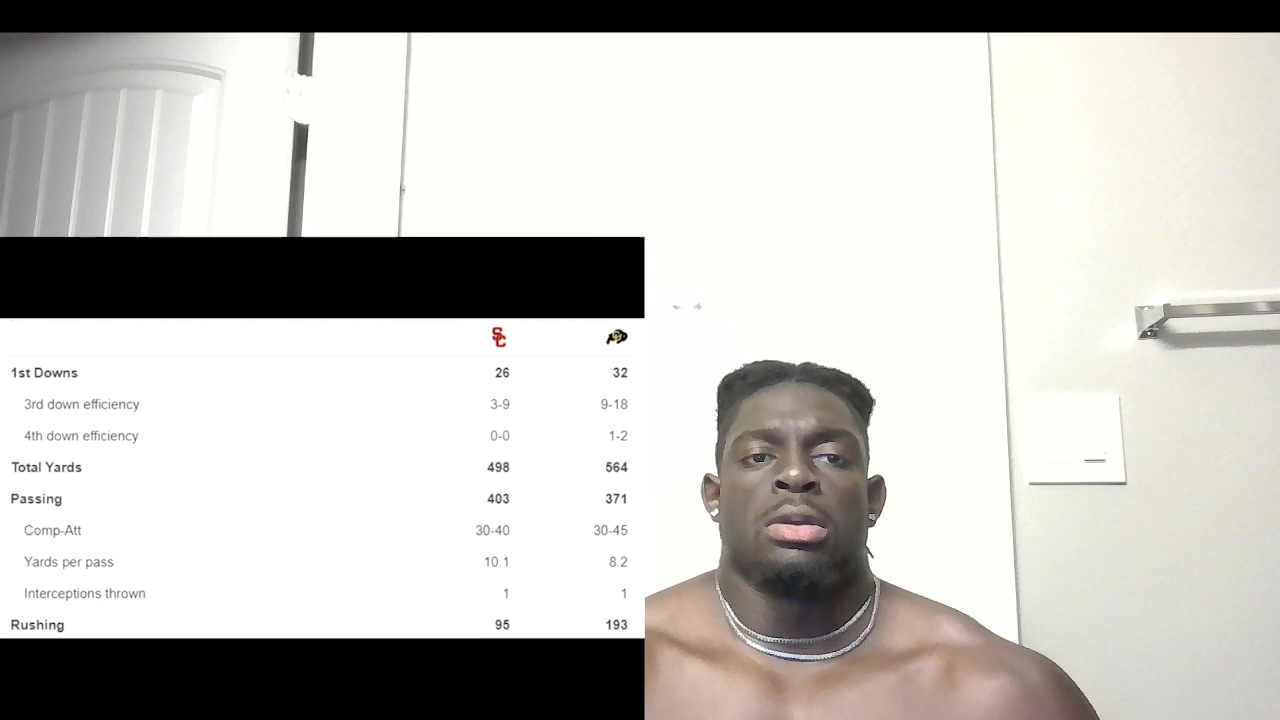 SC CU
1st Downs 26 32
3rd down efficiency 3-9 9-18
4th down efficiency 0-0 1-2
Total Yards 498 564
Passing 403 371
Comp-Att 30-40 30-45
Yards per pass 10.1 8.2
Interceptions thrown 1 1
Rushing 95 193